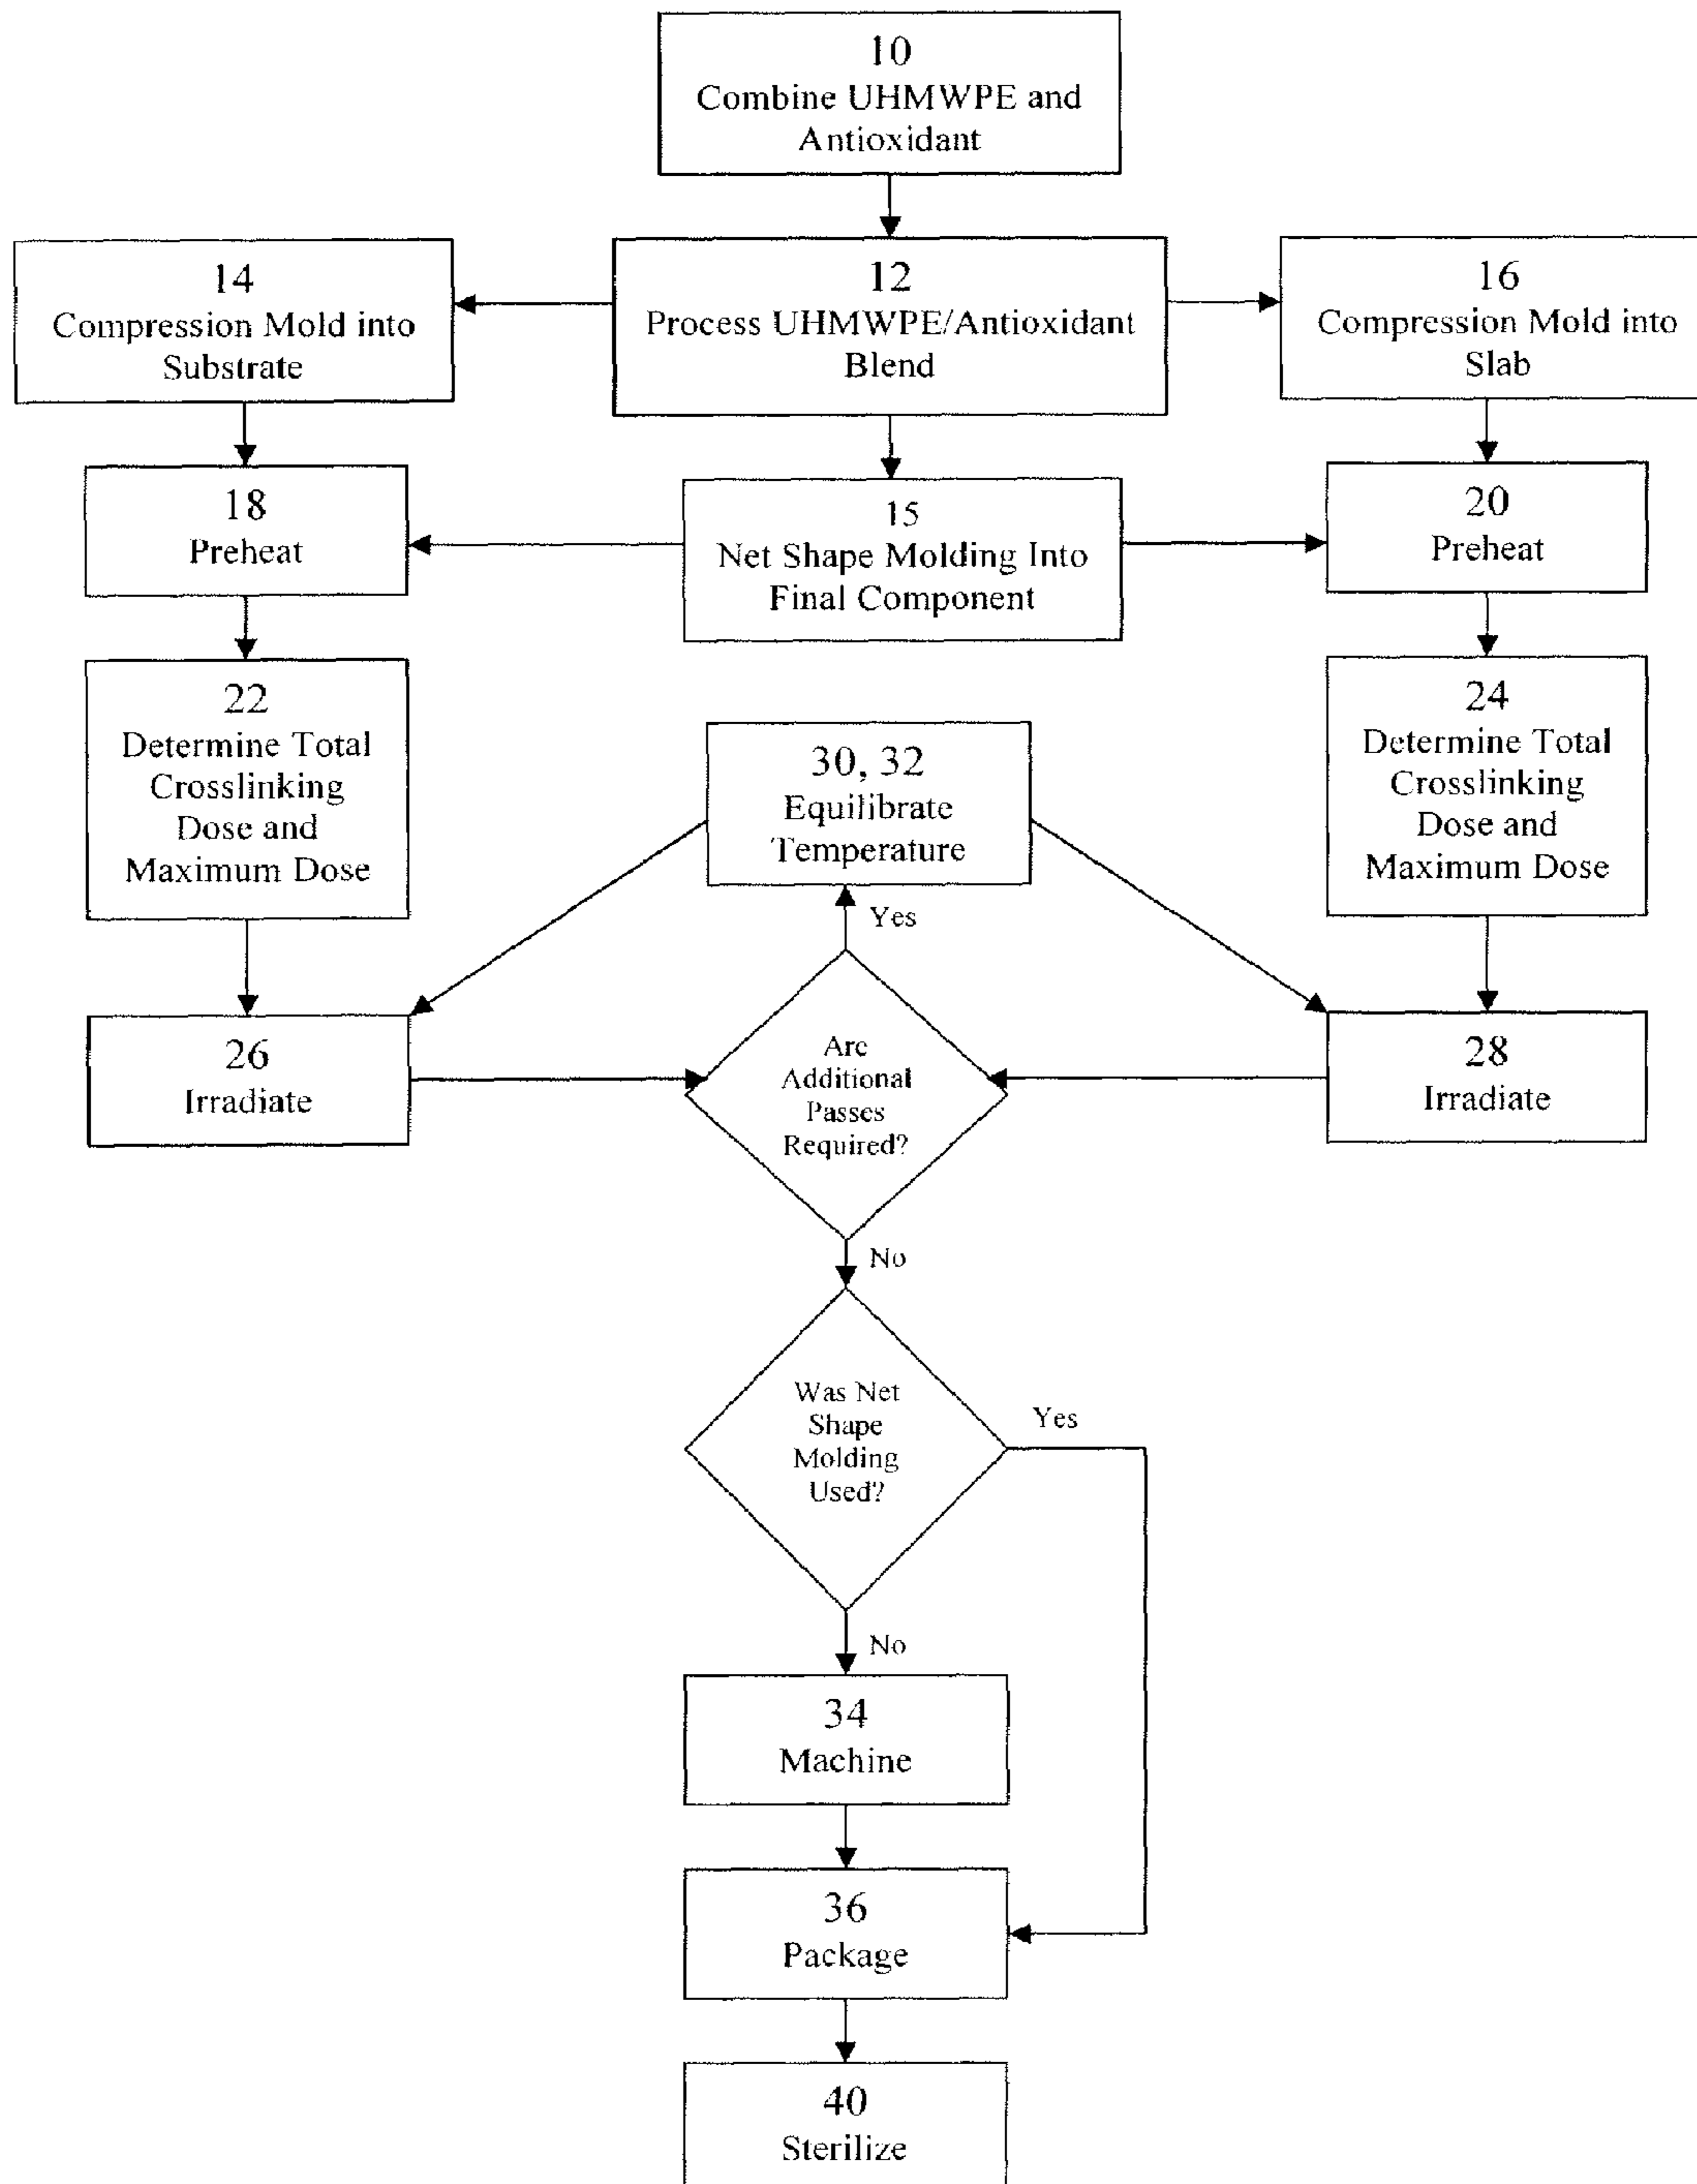 10
Combine UHMWPE and
Antioxidant
14
Compression Mold into
Substrate
12
Process UHMWPE/Antioxidant
Blend
16
Compression Mold into
Slab
18
Preheat
15
Net Shape Molding Into
Final Component
20
Preheat
22
Determine Total
Crosslinking
Dose and
Maximum Dose
30, 32
Equilibrate
Temperature
24
Determine Total
Crosslinking
Dose and
Maximum Dose
Yes
26
Irradiate
Are
Additional
Passes
Required?
28
Irradiate
No
Was Net
Shape
Molding
Used?
Yes
No
34
Machine
36
Package
40
Sterilize